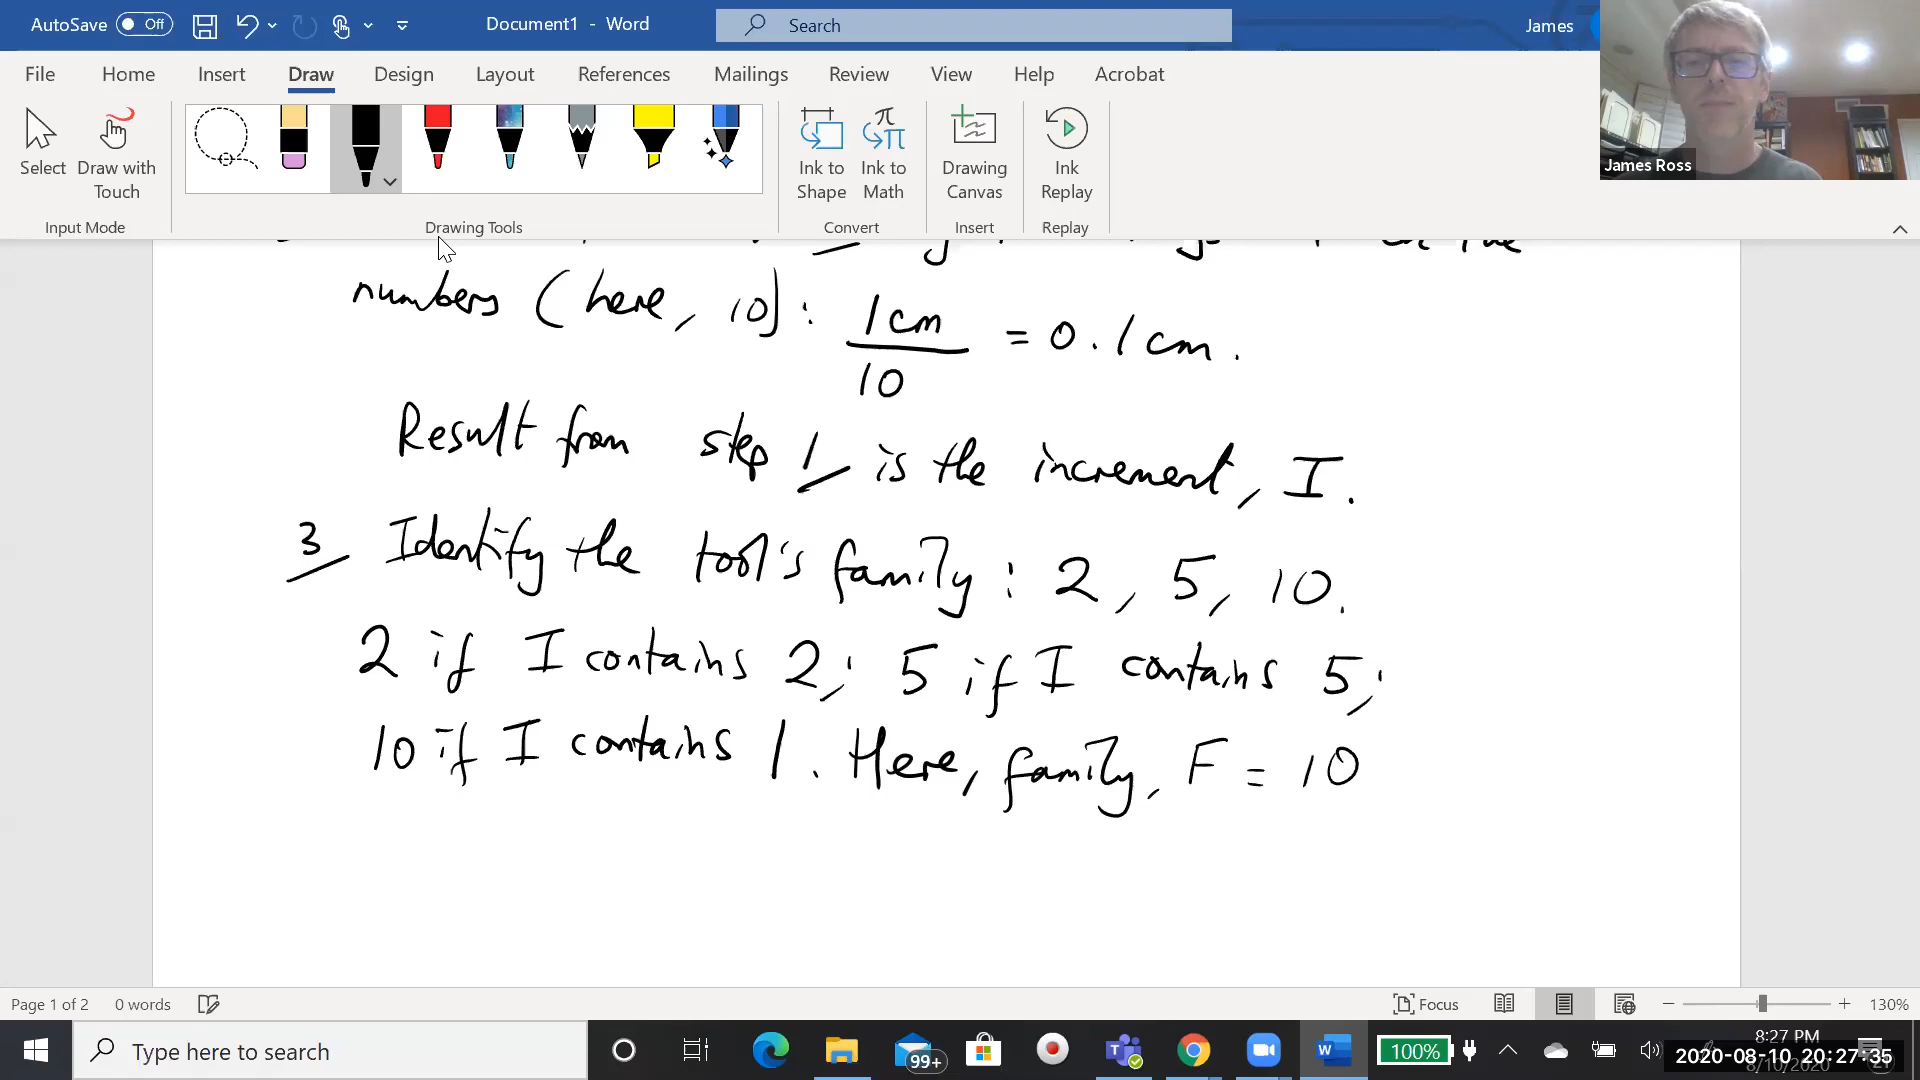 AutoSave Off Document1 - Word Search James
File Home Insert Draw Design Layout References Mailings Review View Help Acrobat
Select Draw with Touch
Ink to Shape Ink to Math Drawing Canvas Ink Replay
Input Mode Drawing Tools Convert Insert Replay
James Ross
the
numbers (here, 10): 1cm/10 = 0.1cm.
Result from step 1 is the increment, I.
3 Identify the tool's family: 2, 5, 10.
2 if I contains 2; 5 if I contains 5;
10 if I contains 1. Here, family, F = 10
Page 1 of 2 0 words Focus 130%
Type here to search 99+ 100% 8:27 PM
8/10/2020 21
2020-08-10 20:27:35